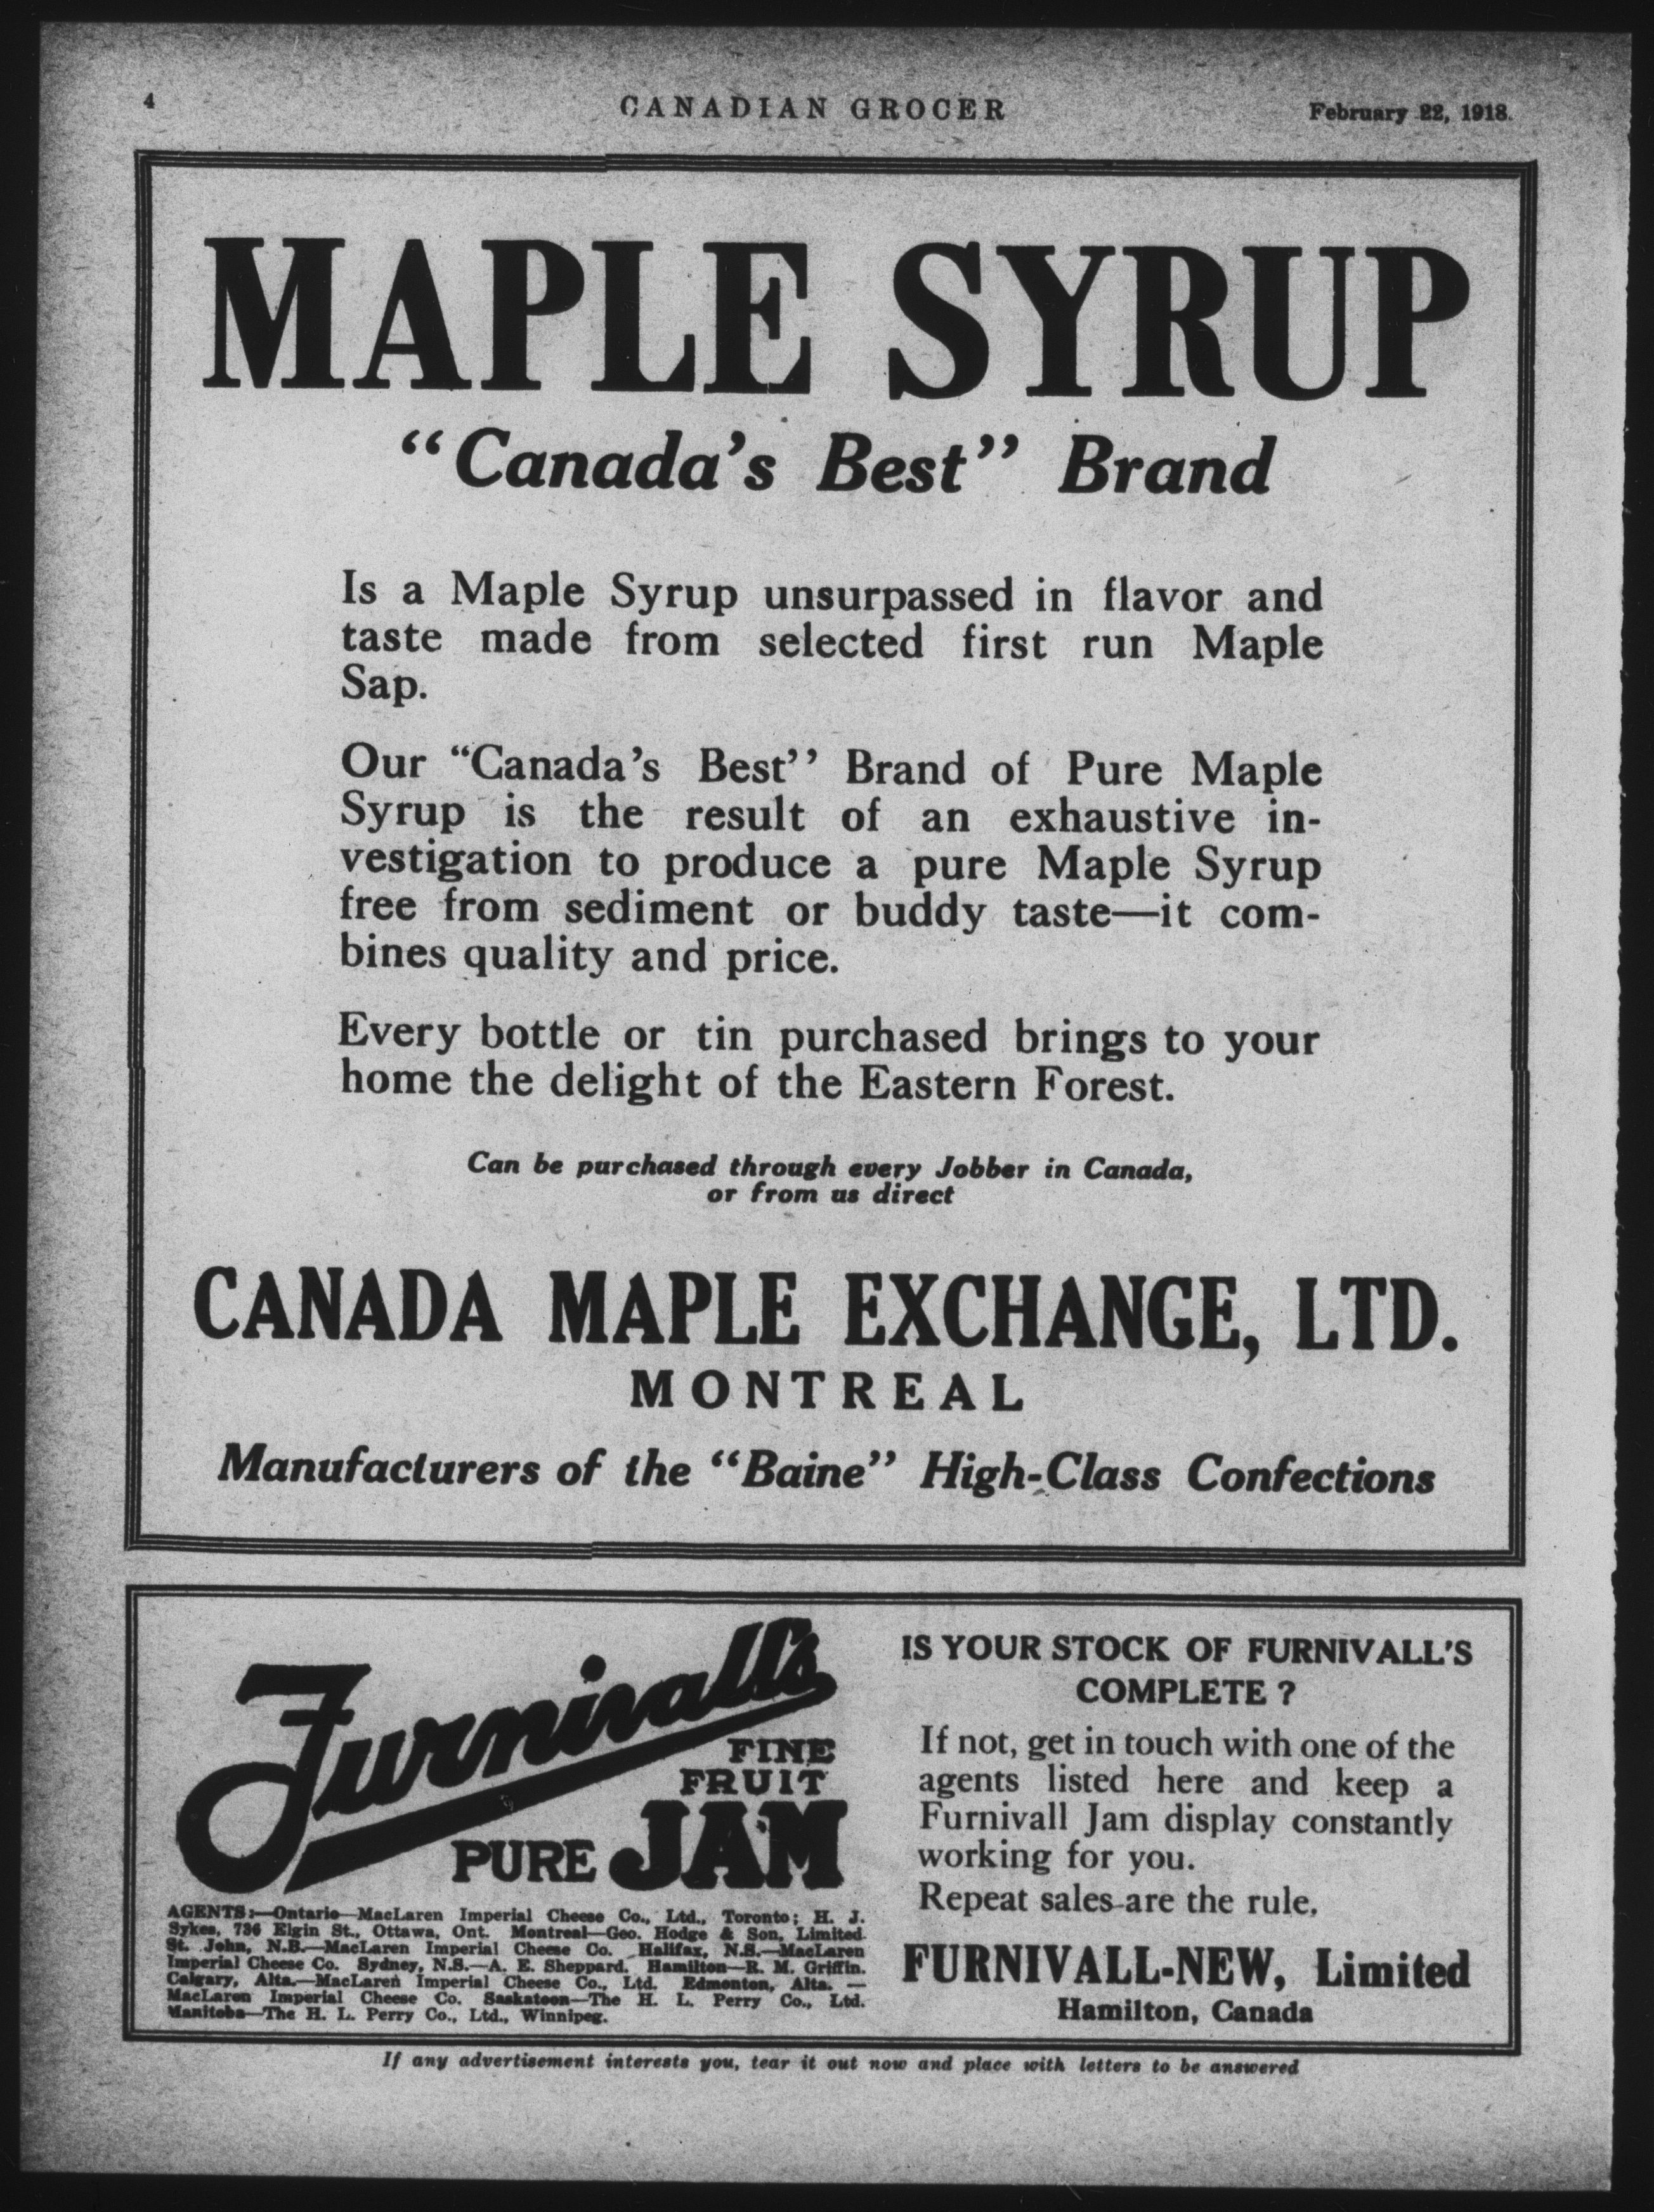 4
CANADIAN GROCER
February 22, 1918.
MAPLE SYRUP
"Canada's Best" Brand
Is a Maple Syrup unsurpassed in flavor and
taste made from selected first run Maple
Sap.
Our "Canada's Best" Brand of Pure Maple
Syrup is the result of an exhaustive in-
vestigation to produce a pure Maple Syrup
free from sediment or buddy taste—it com-
bines quality and price.
Every bottle or tin purchased brings to your
home the delight of the Eastern Forest.
Can be purchased through every Jobber in Canada,
or from us direct
CANADA MAPLE EXCHANGE, LTD.
MONTREAL
Manufacturers of the "Baine" High-Class Confections
Furnivall's
FINE
FRUIT
PURE JAM
AGENTS:—Ontario—MacLaren Imperial Cheese Co., Ltd., Toronto; H. J.
Sykes, 736 Elgin St., Ottawa, Ont. Montreal—Geo. Hodge & Son, Limited.
St. John, N.B.—MacLaren Imperial Cheese Co. Halifax, N.S.—MacLaren
Imperial Cheese Co. Sydney, N.S.—A. E. Sheppard. Hamilton—R. M. Griffin.
Calgary, Alta.—MacLaren Imperial Cheese Co., Ltd. Edmonton, Alta. —
MacLaren Imperial Cheese Co. Saskatoon—The H. L. Perry Co., Ltd.
Manitoba—The H. L. Perry Co., Ltd., Winnipeg.
IS YOUR STOCK OF FURNIVALL'S
COMPLETE ?
If not, get in touch with one of the
agents listed here and keep a
Furnivall Jam display constantly
working for you.
Repeat sales are the rule.
FURNIVALL-NEW, Limited
Hamilton, Canada
If any advertisement interests you, tear it out now and place with letters to be answered